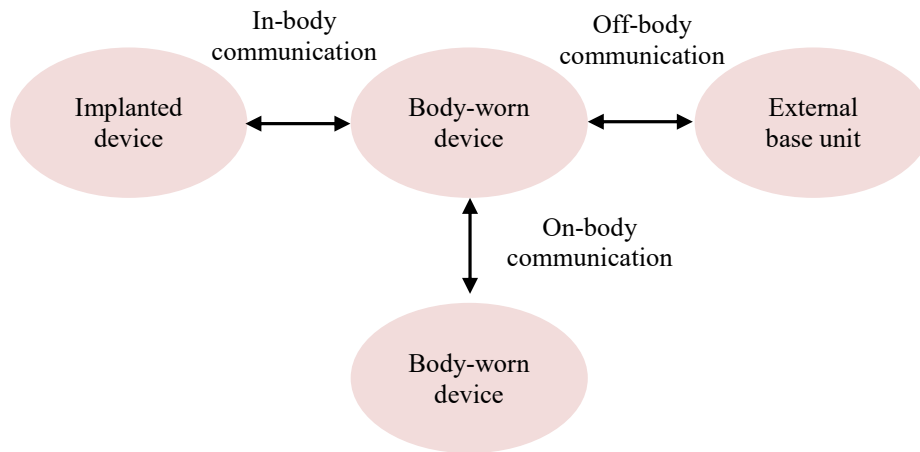 In-body
communication
Off-body
communication
Implanted
device
Body-worn
device
External
base unit
On-body
communication
Body-worn
device